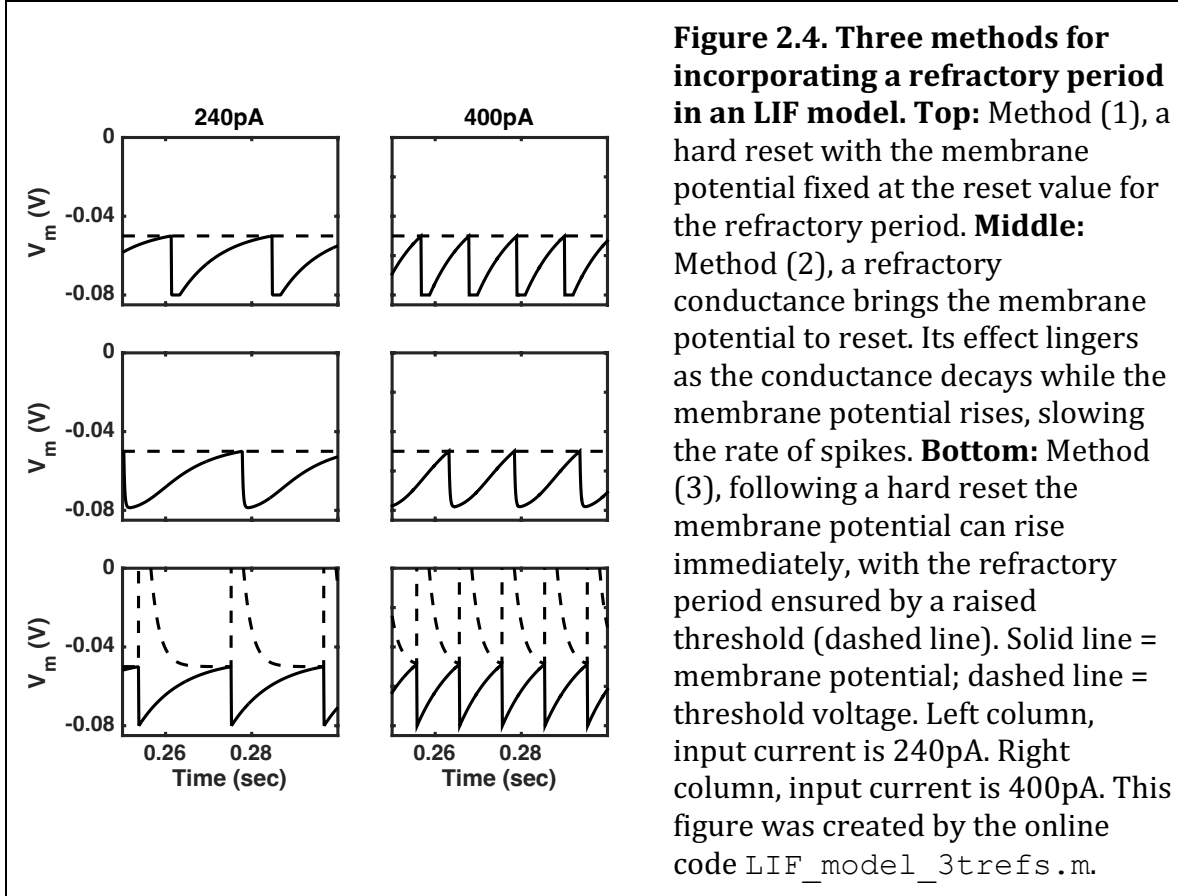 240pA
400pA
0
-0.04
-0.08
V_m (V)
0
-0.04
-0.08
V_m (V)
0
-0.04
-0.08
V_m (V)
0.26
0.28
0.26
0.28
Time (sec)
Time (sec)
Figure 2.4. Three methods for
incorporating a refractory period
in an LIF model. Top: Method (1), a
hard reset with the membrane
potential fixed at the reset value for
the refractory period. Middle:
Method (2), a refractory
conductance brings the membrane
potential to reset. Its effect lingers
as the conductance decays while the
membrane potential rises, slowing
the rate of spikes. Bottom: Method
(3), following a hard reset the
membrane potential can rise
immediately, with the refractory
period ensured by a raised
threshold (dashed line). Solid line =
membrane potential; dashed line =
threshold voltage. Left column,
input current is 240pA. Right
column, input current is 400pA. This
figure was created by the online
code LIF_model_3trefs.m.